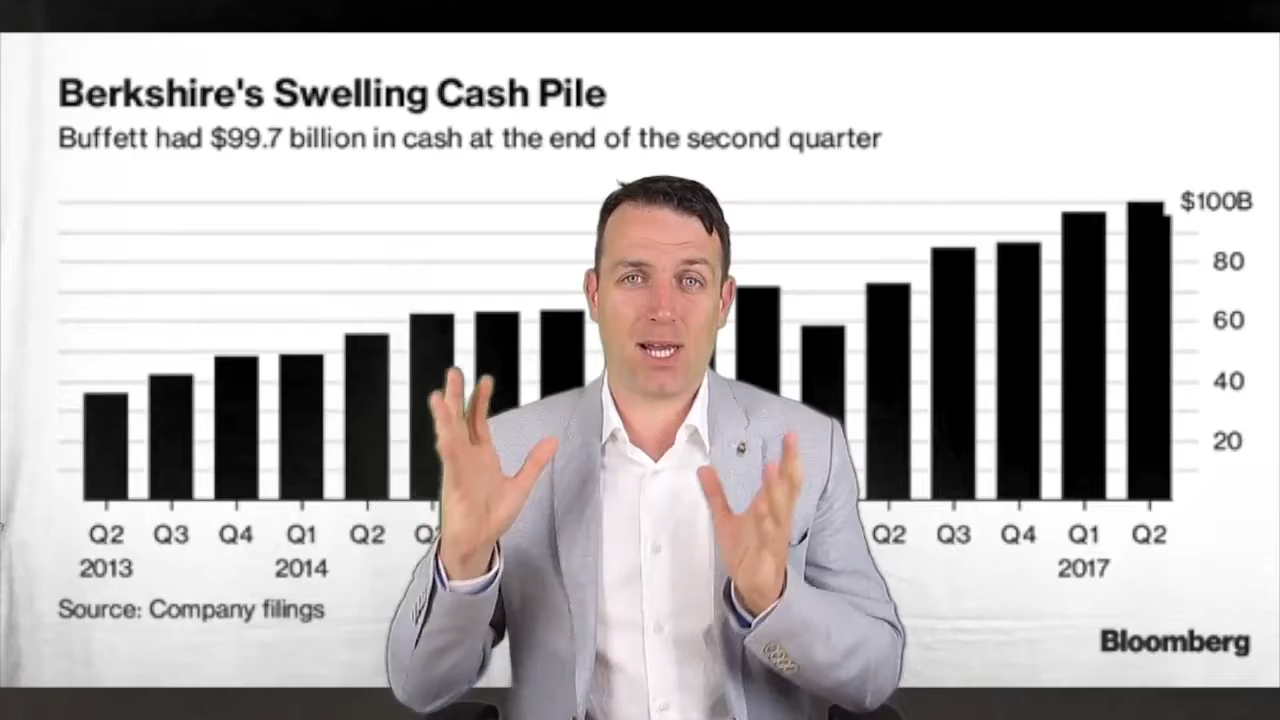 Berkshire's Swelling Cash Pile
Buffett had $99.7 billion in cash at the end of the second quarter
$100B
80
60
40
20
Q2 Q3 Q4 Q1 Q2 Q2 Q3 Q4 Q1 Q2
2013 2014 2017
Source: Company filings
Bloomberg